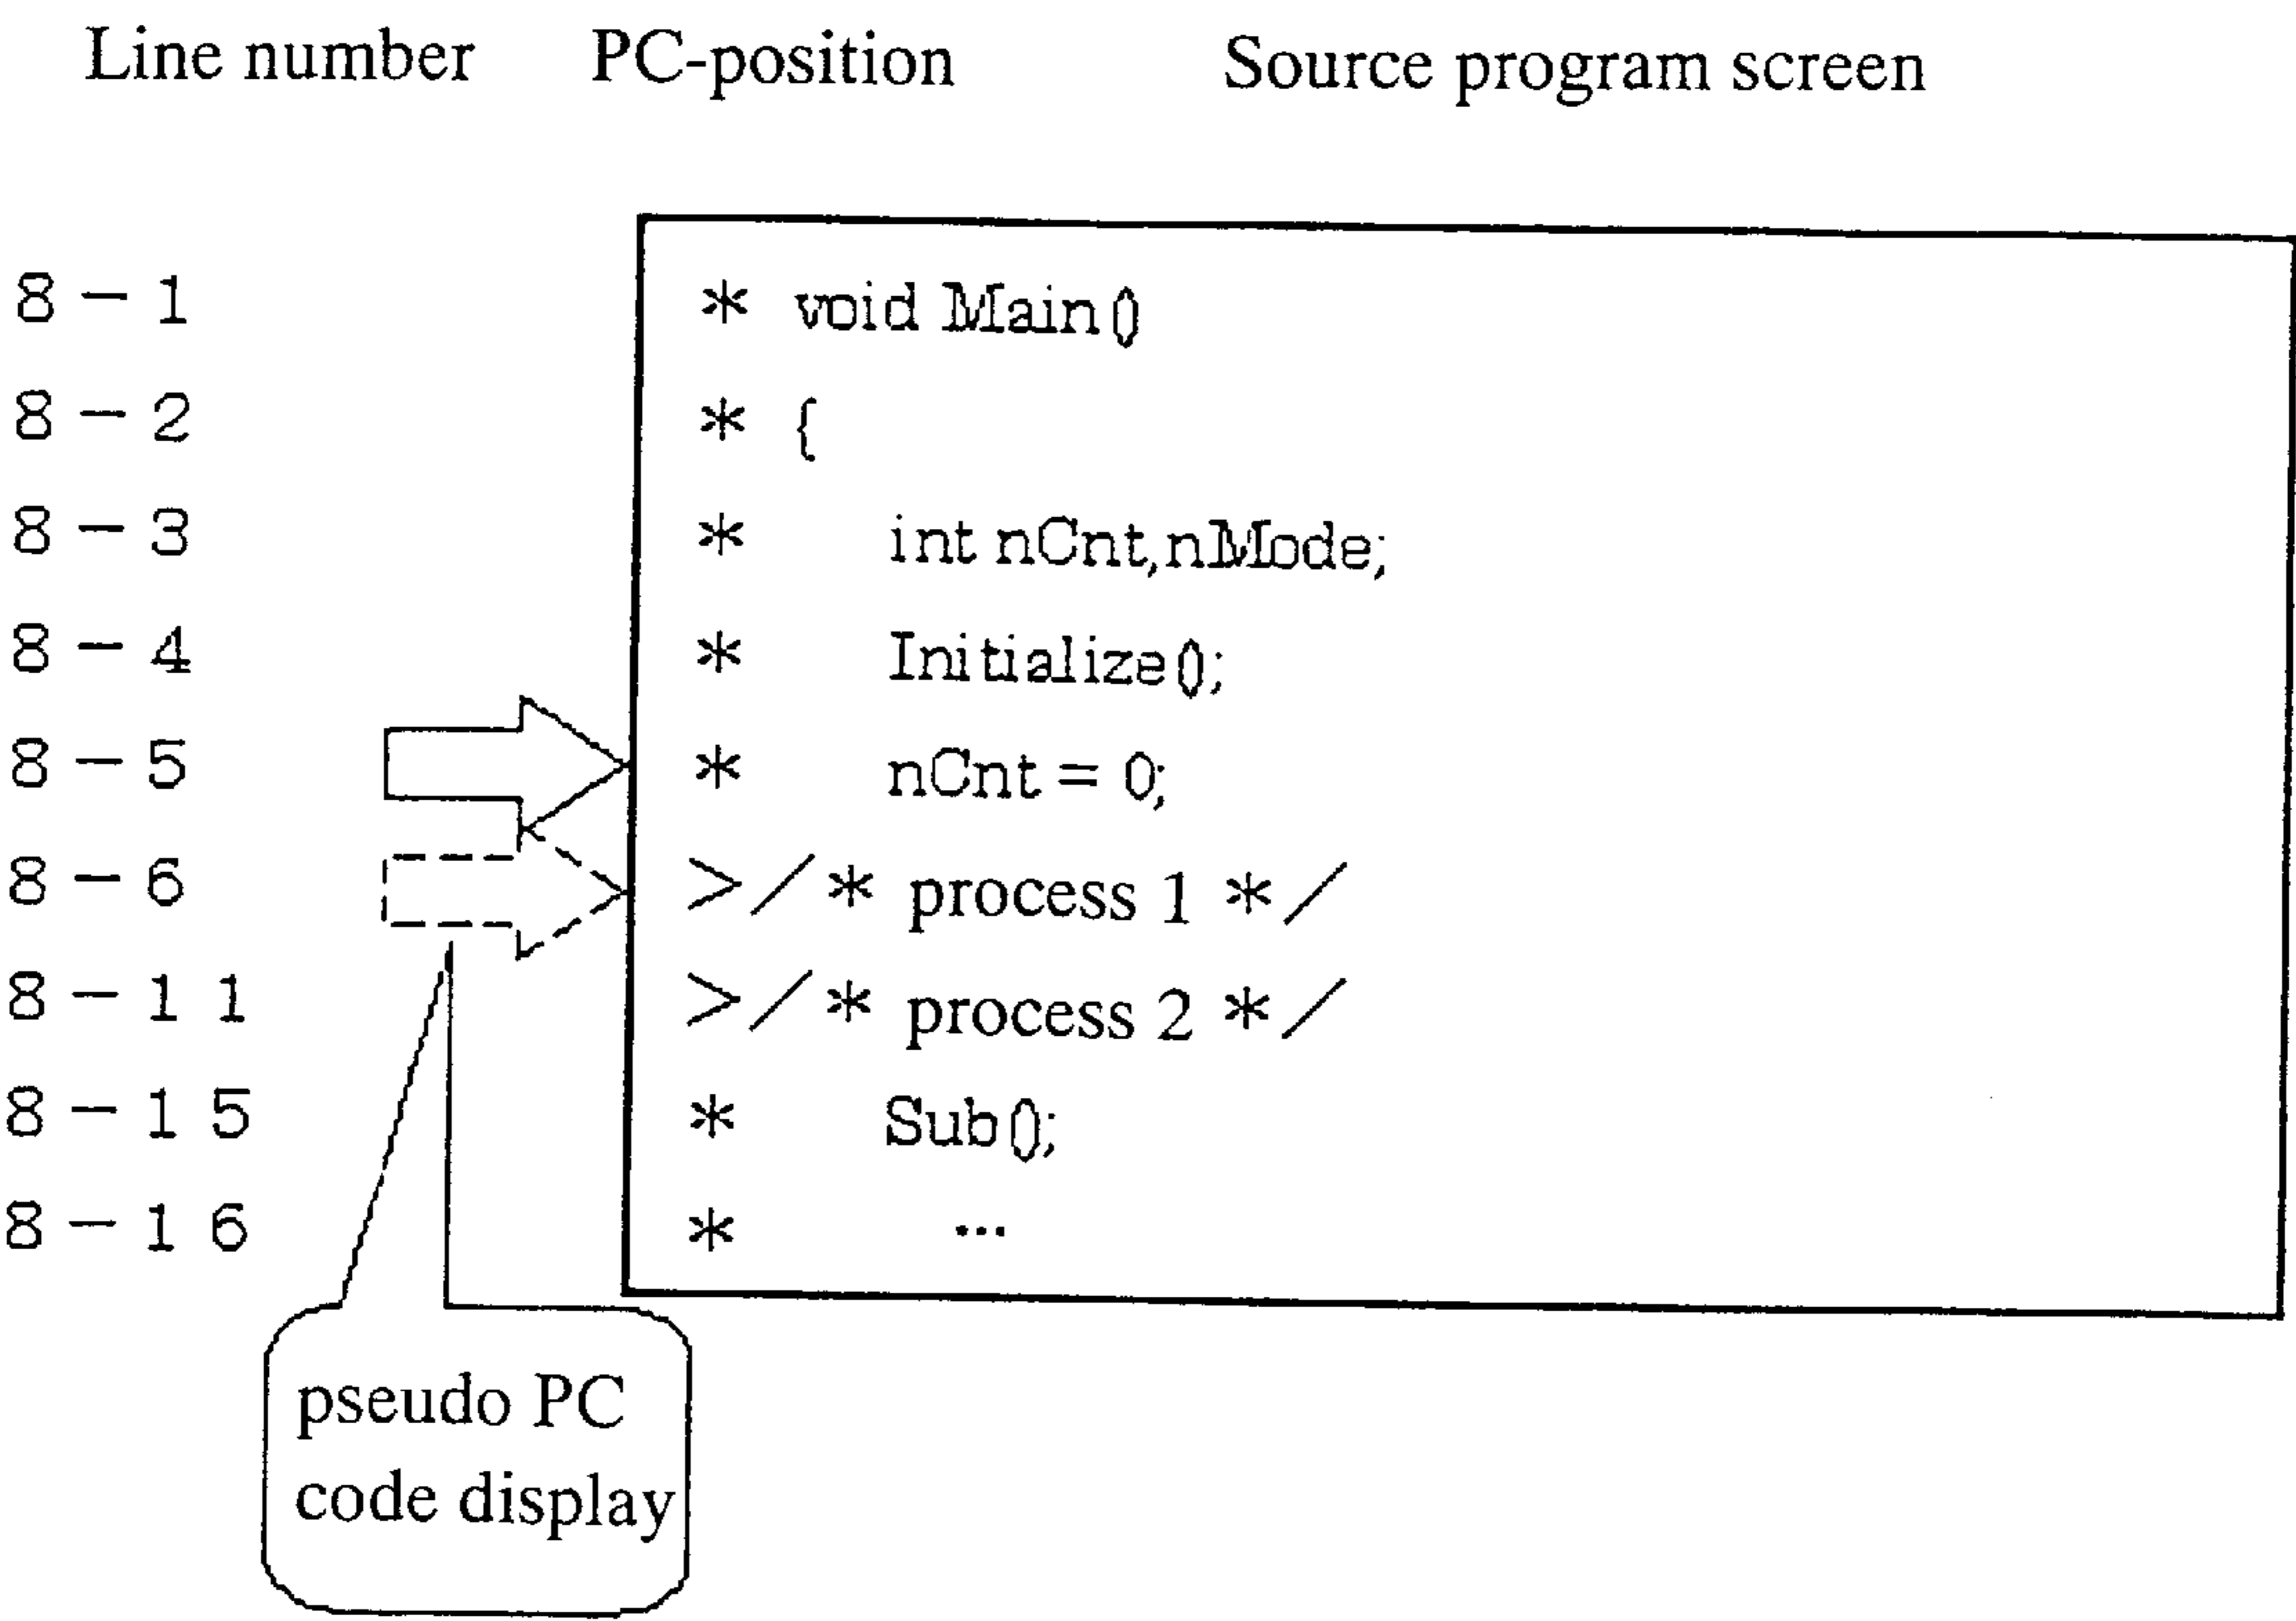 Line number PC-position Source program screen
8-1 * void Main()
8-2 * {
8-3 * int nCnt,nMode;
8-4 * Initialize();
8-5 * nCnt = 0;
8-6 >/* process 1 */
8-11 >/* process 2 */
8-15 * Sub();
8-16 * ...
pseudo PC
code display